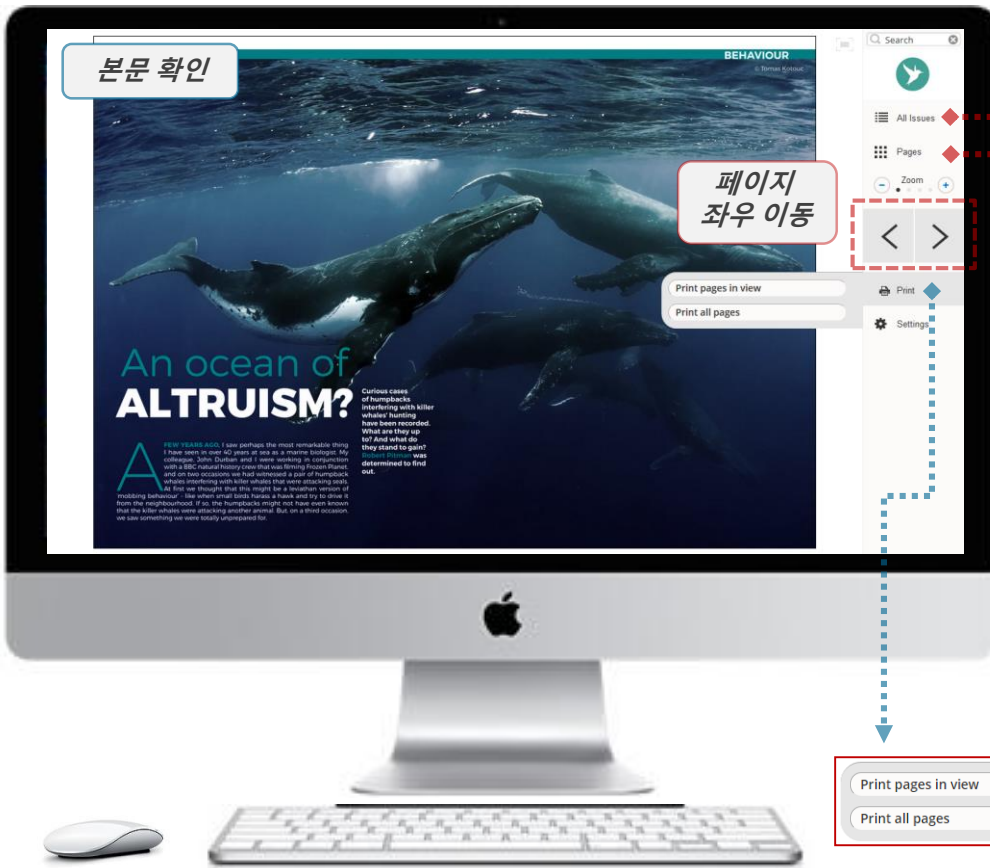 본문 확인
BEHAVIOUR
© Tomas Kotouc
Search
All Issues
Pages
Zoom
페이지
좌우 이동
Print pages in view
Print all pages
Print
Settings
An ocean of
ALTRUISM?
Curious cases
of humpbacks
interfering with killer
whales' hunting
have been recorded.
What are they up
to? And what do
they stand to gain?
Robert Pitman was
determined to find
out.
A FEW YEARS AGO, I saw perhaps the most remarkable thing
I have seen in over 40 years at sea as a marine biologist. My
colleague, John Durban and I were working in conjunction
with a BBC natural history crew that was filming Frozen Planet,
and on two occasions we had witnessed a pair of humpback
whales interfering with killer whales that were attacking seals.
At first we thought that this might be a leviathan version of
'mobbing behaviour' - like when small birds harass a hawk and try to drive it
from the neighbourhood. If so, the humpbacks might not have even known
that the killer whales were attacking another animal. But, on a third occasion,
we saw something we were totally unprepared for.
Print pages in view
Print all pages